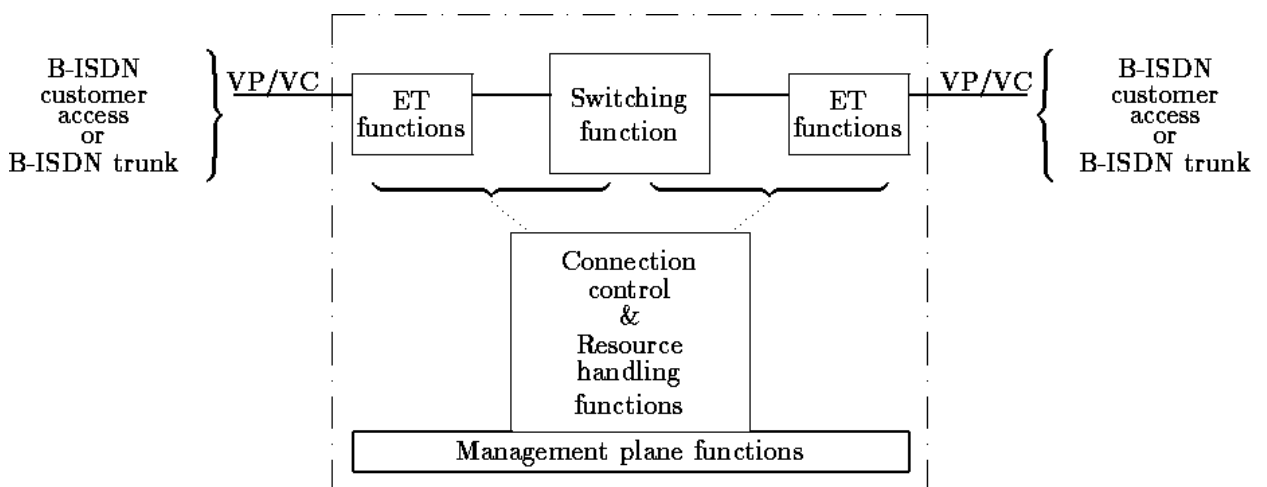 B-ISDN
customer
access
or
B-ISDN trunk
VP/VC
ET
functions
Switching
function
ET
functions
VP/VC
B-ISDN
customer
access
or
B-ISDN trunk
Connection
control
&
Resource
handling
functions
Management plane functions